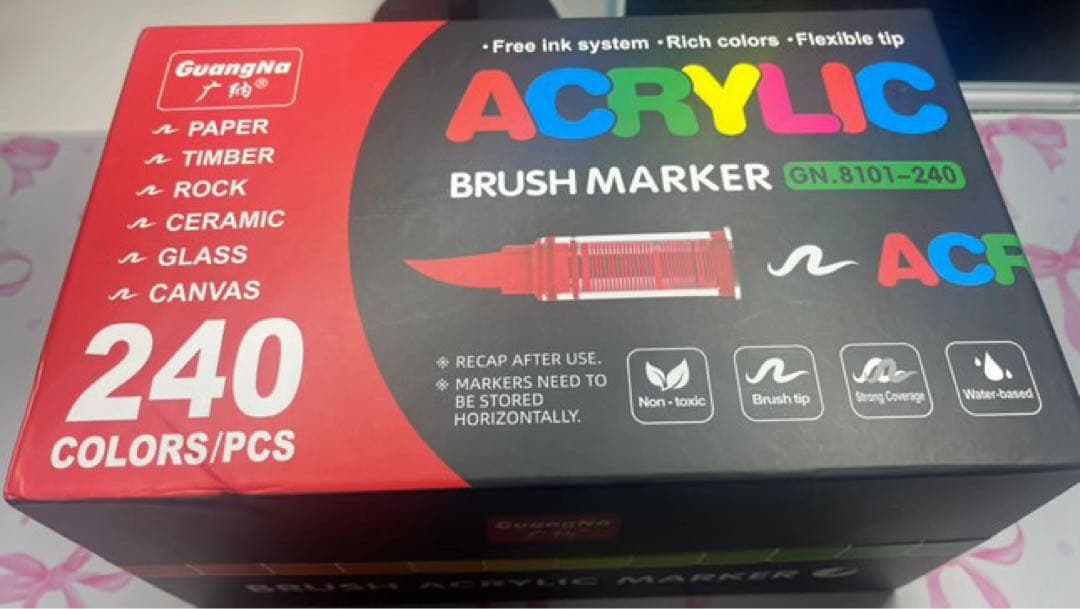 GuangNa
广纳®
PAPER
TIMBER
ROCK
CERAMIC
GLASS
CANVAS
240
COLORS/PCS
·Free ink system ·Rich colors ·Flexible tip
ACRYLIC
BRUSH MARKER GN.8101-240
ACR
※ RECAP AFTER USE.
※ MARKERS NEED TO
BE STORED
HORIZONTALLY.
Non-toxic
Brush tip
Strong Coverage
Water-based
GuangNa
广纳
BRUSH ACRYLIC MARKER